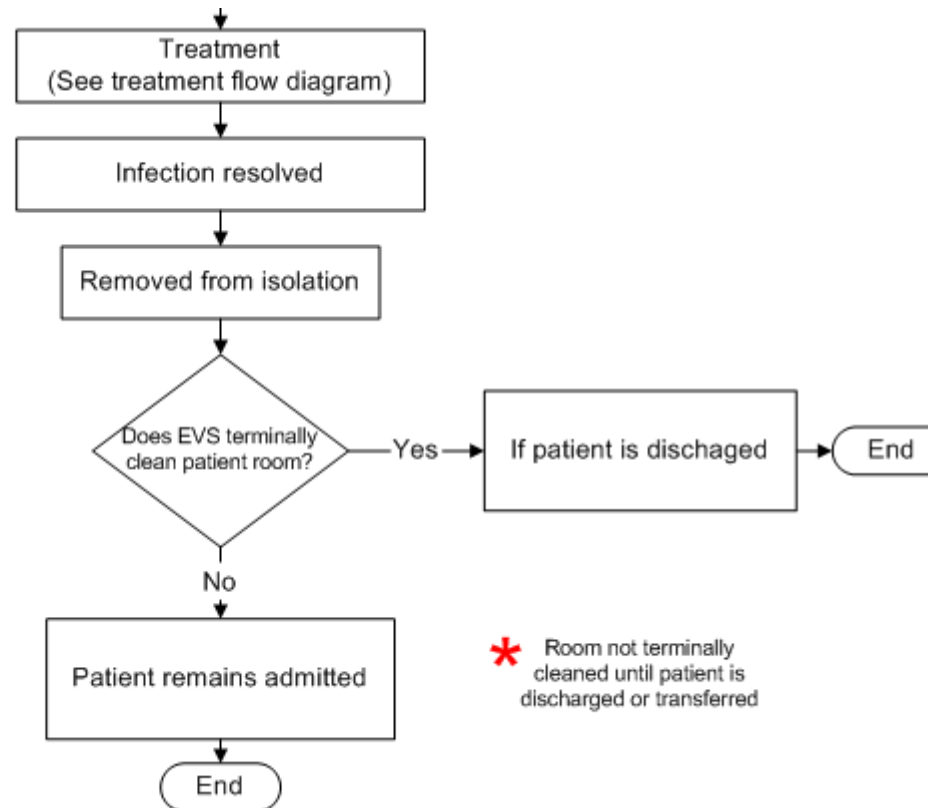 Treatment
(See treatment flow diagram)
Infection resolved
Removed from isolation
Does EVS terminally
clean patient room?
Yes
If patient is dischaged
End
No
Patient remains admitted
* Room not terminally
cleaned until patient is
discharged or transferred
End